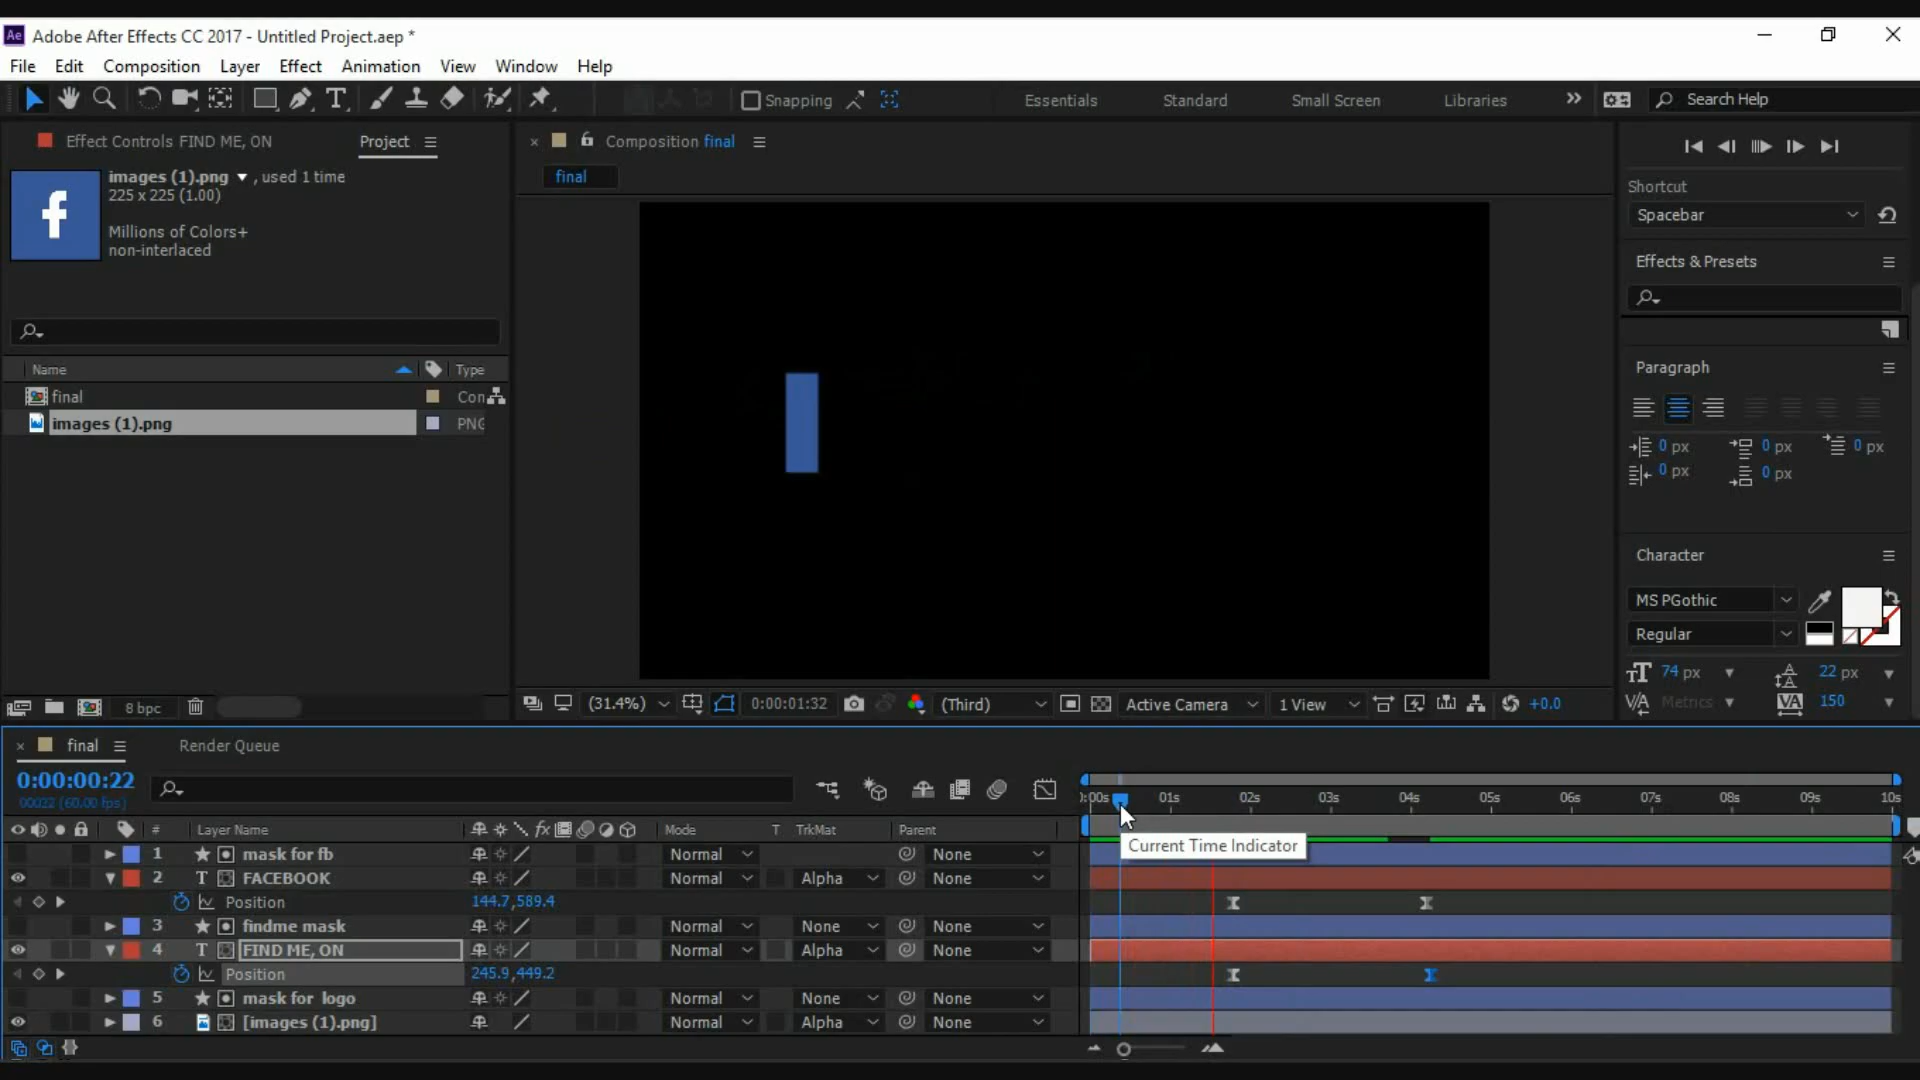 Ae Adobe After Effects CC 2017 - Untitled Project.aep *
File Edit Composition Layer Effect Animation View Window Help
T Snapping Essentials Standard Small Screen Libraries Search Help
Effect Controls FIND ME, ON Project
images (1).png , used 1 time
225 x 225 (1.00)
Millions of Colors+
non-interlaced
f
Name Type
final Con
images (1).png PNG
8 bpc
Composition final
final
(31.4%) 0:00:01:32 (Third) Active Camera 1 View +0.0
Shortcut
Spacebar
Effects & Presets
Paragraph
0 px 0 px 0 px
0 px 0 px
Character
MS PGothic
Regular
74 px 22 px
Metrics 150
final Render Queue
0:00:00:22
00022 (60.00 fps)
0:00s 01s 02s 03s 04s 05s 06s 07s 08s 09s 10s
# Layer Name Mode T TrkMat Parent
Current Time Indicator
1 mask for fb Normal None
2 T FACEBOOK Normal Alpha None
Position 144.7,589.4
3 findme mask Normal None None
4 T FIND ME, ON Normal Alpha None
Position 245.9,449.2
5 mask for logo Normal None None
6 [images (1).png] Normal Alpha None